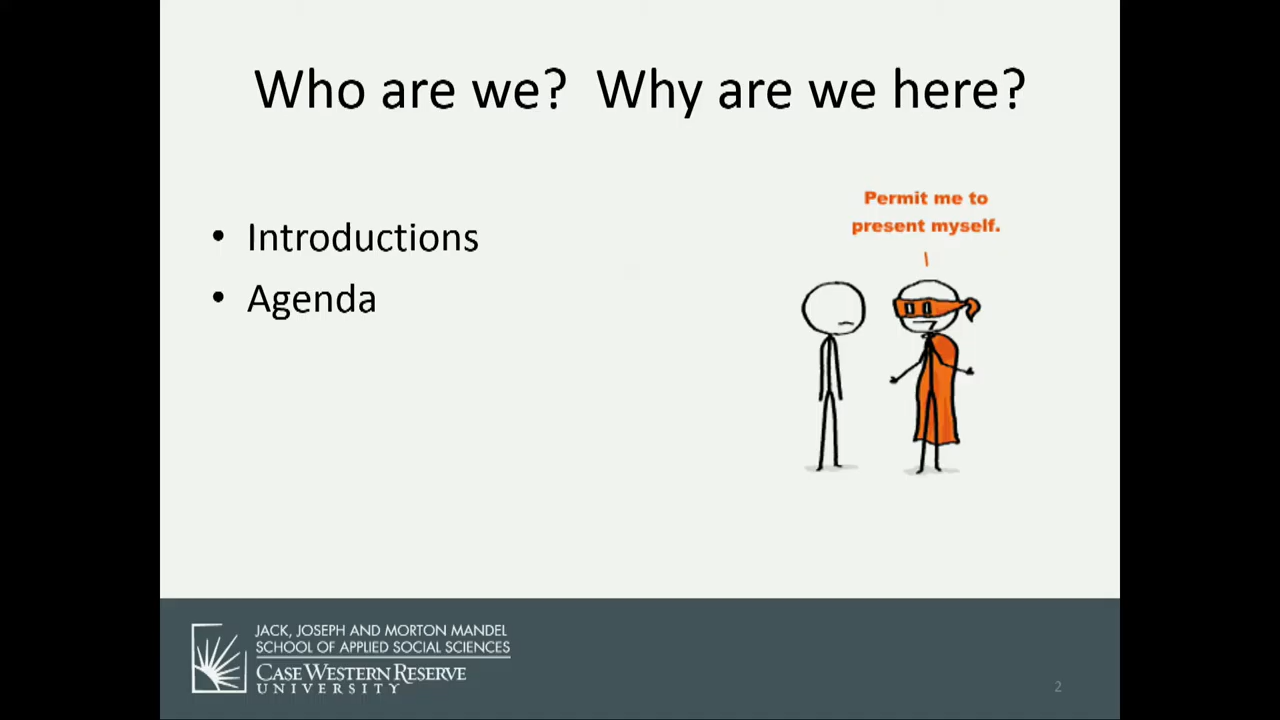 Who are we?  Why are we here?
• Introductions
• Agenda
Permit me to
present myself.
JACK, JOSEPH AND MORTON MANDEL
SCHOOL OF APPLIED SOCIAL SCIENCES
CASE WESTERN RESERVE
UNIVERSITY
2